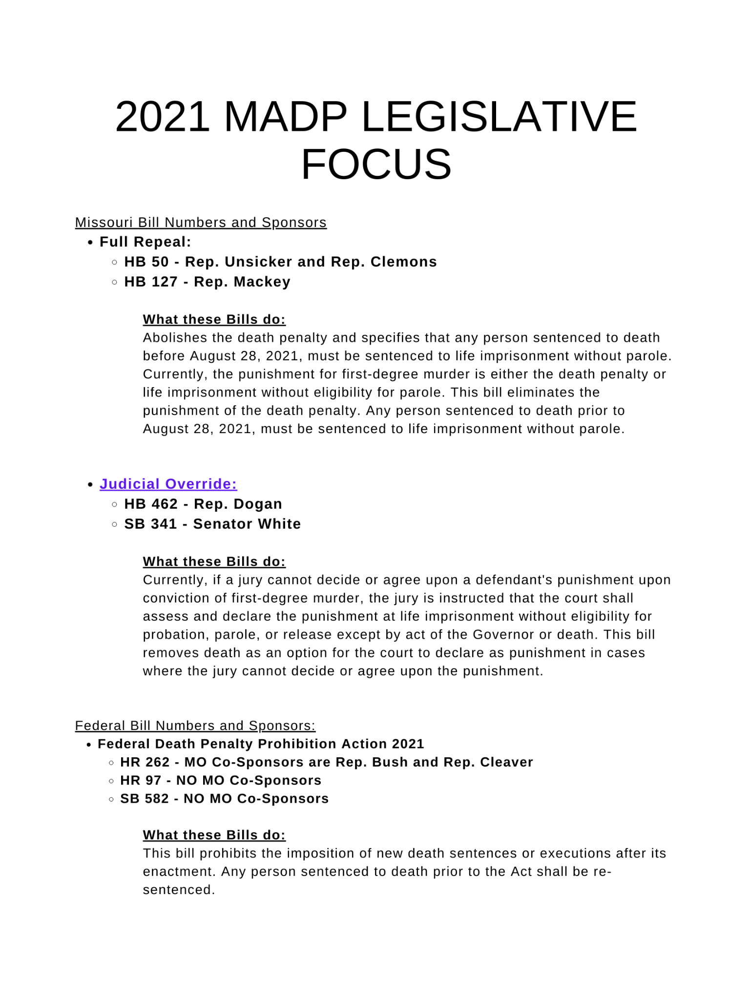 2021 MADP LEGISLATIVE
FOCUS
Missouri Bill Numbers and Sponsors
• Full Repeal:
◦ HB 50 - Rep. Unsicker and Rep. Clemons
◦ HB 127 - Rep. Mackey
What these Bills do:
Abolishes the death penalty and specifies that any person sentenced to death
before August 28, 2021, must be sentenced to life imprisonment without parole.
Currently, the punishment for first-degree murder is either the death penalty or
life imprisonment without eligibility for parole. This bill eliminates the
punishment of the death penalty. Any person sentenced to death prior to
August 28, 2021, must be sentenced to life imprisonment without parole.
• Judicial Override:
◦ HB 462 - Rep. Dogan
◦ SB 341 - Senator White
What these Bills do:
Currently, if a jury cannot decide or agree upon a defendant's punishment upon
conviction of first-degree murder, the jury is instructed that the court shall
assess and declare the punishment at life imprisonment without eligibility for
probation, parole, or release except by act of the Governor or death. This bill
removes death as an option for the court to declare as punishment in cases
where the jury cannot decide or agree upon the punishment.
Federal Bill Numbers and Sponsors:
• Federal Death Penalty Prohibition Action 2021
◦ HR 262 - MO Co-Sponsors are Rep. Bush and Rep. Cleaver
◦ HR 97 - NO MO Co-Sponsors
◦ SB 582 - NO MO Co-Sponsors
What these Bills do:
This bill prohibits the imposition of new death sentences or executions after its
enactment. Any person sentenced to death prior to the Act shall be re-
sentenced.